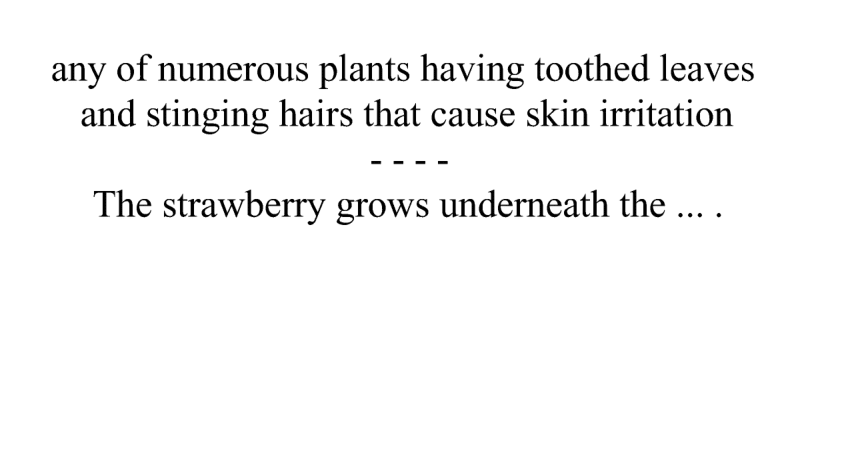 any of numerous plants having toothed leaves
and stinging hairs that cause skin irritation
- - - -
The strawberry grows underneath the ... .